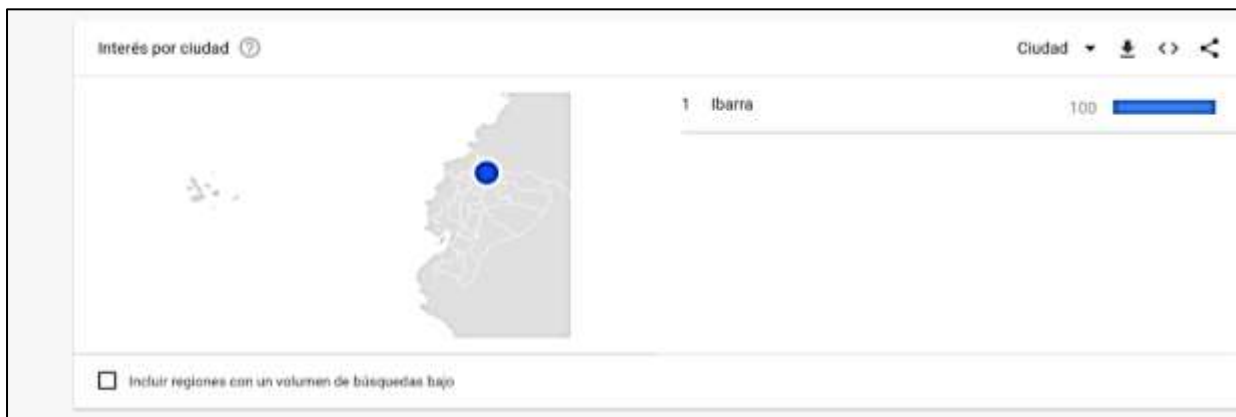 Interés por ciudad
Ciudad
1 Ibarra 100
Incluir regiones con un volumen de búsquedas bajo